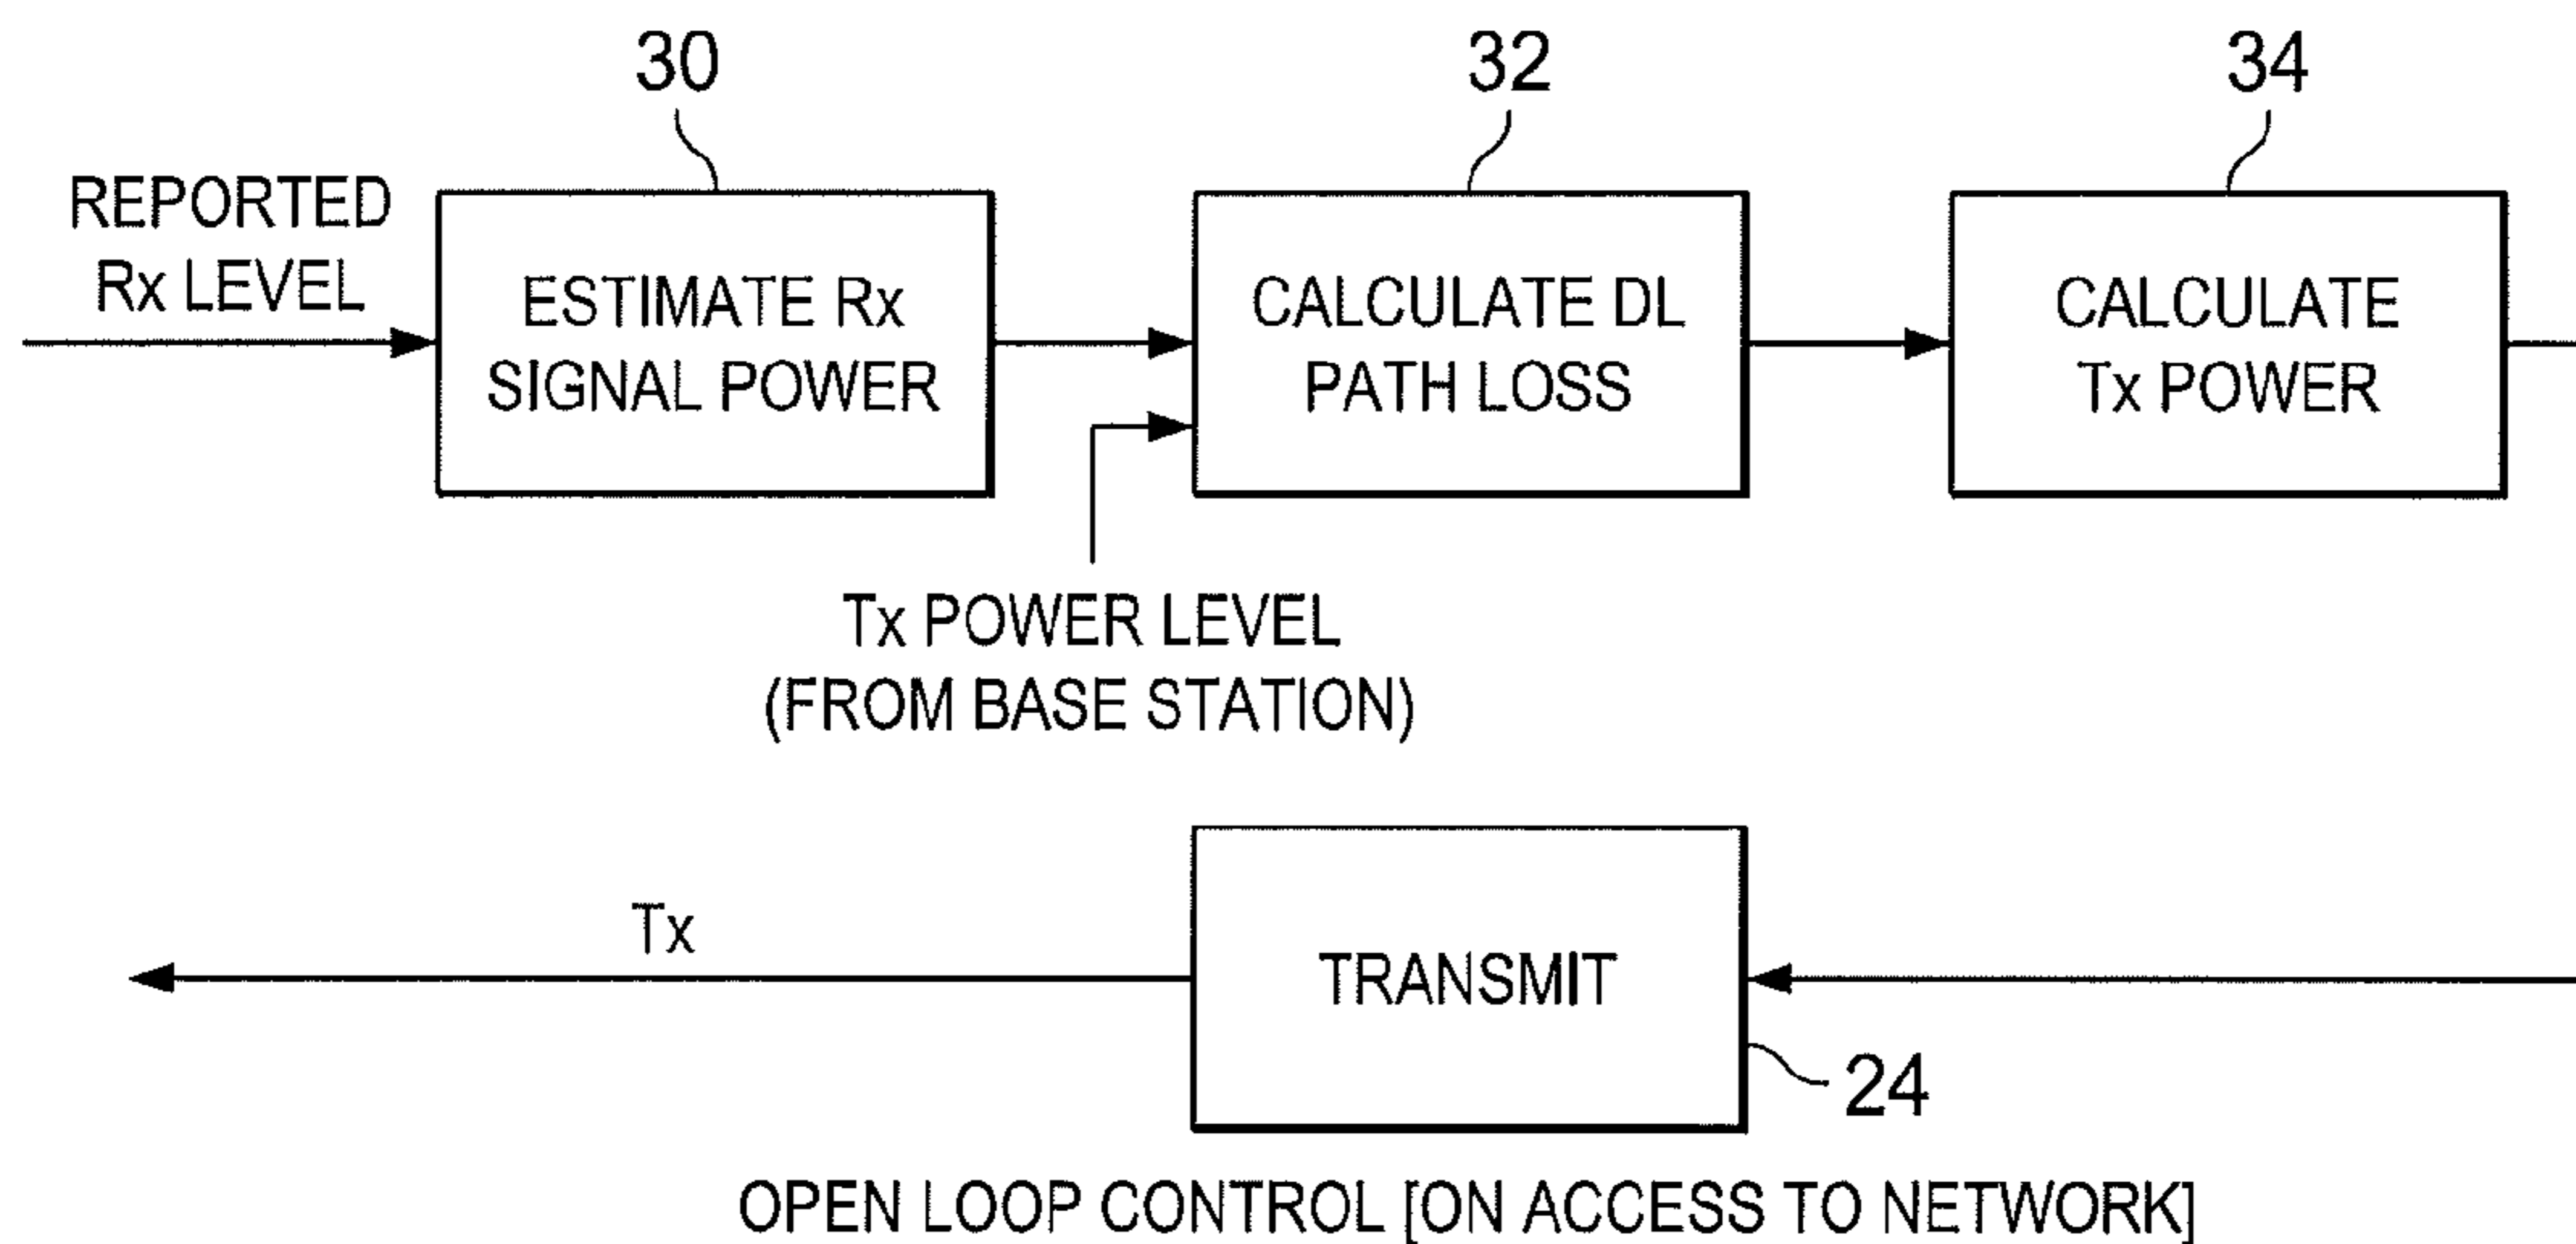 30
32
34
REPORTED
Rx LEVEL
ESTIMATE Rx
SIGNAL POWER
CALCULATE DL
PATH LOSS
CALCULATE
Tx POWER
Tx POWER LEVEL
(FROM BASE STATION)
Tx
TRANSMIT
24
OPEN LOOP CONTROL [ON ACCESS TO NETWORK]